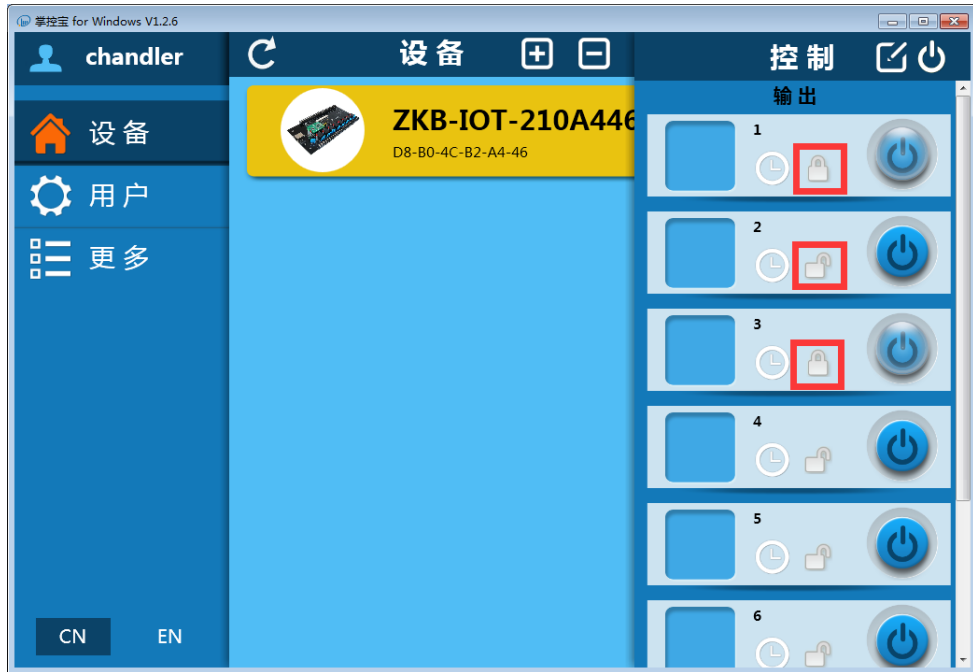 掌控宝 for Windows V1.2.6
chandler
设备
用户
更多
CN EN
设备
ZKB-IOT-210A446
D8-B0-4C-B2-A4-46
控制
输出
1
2
3
4
5
6